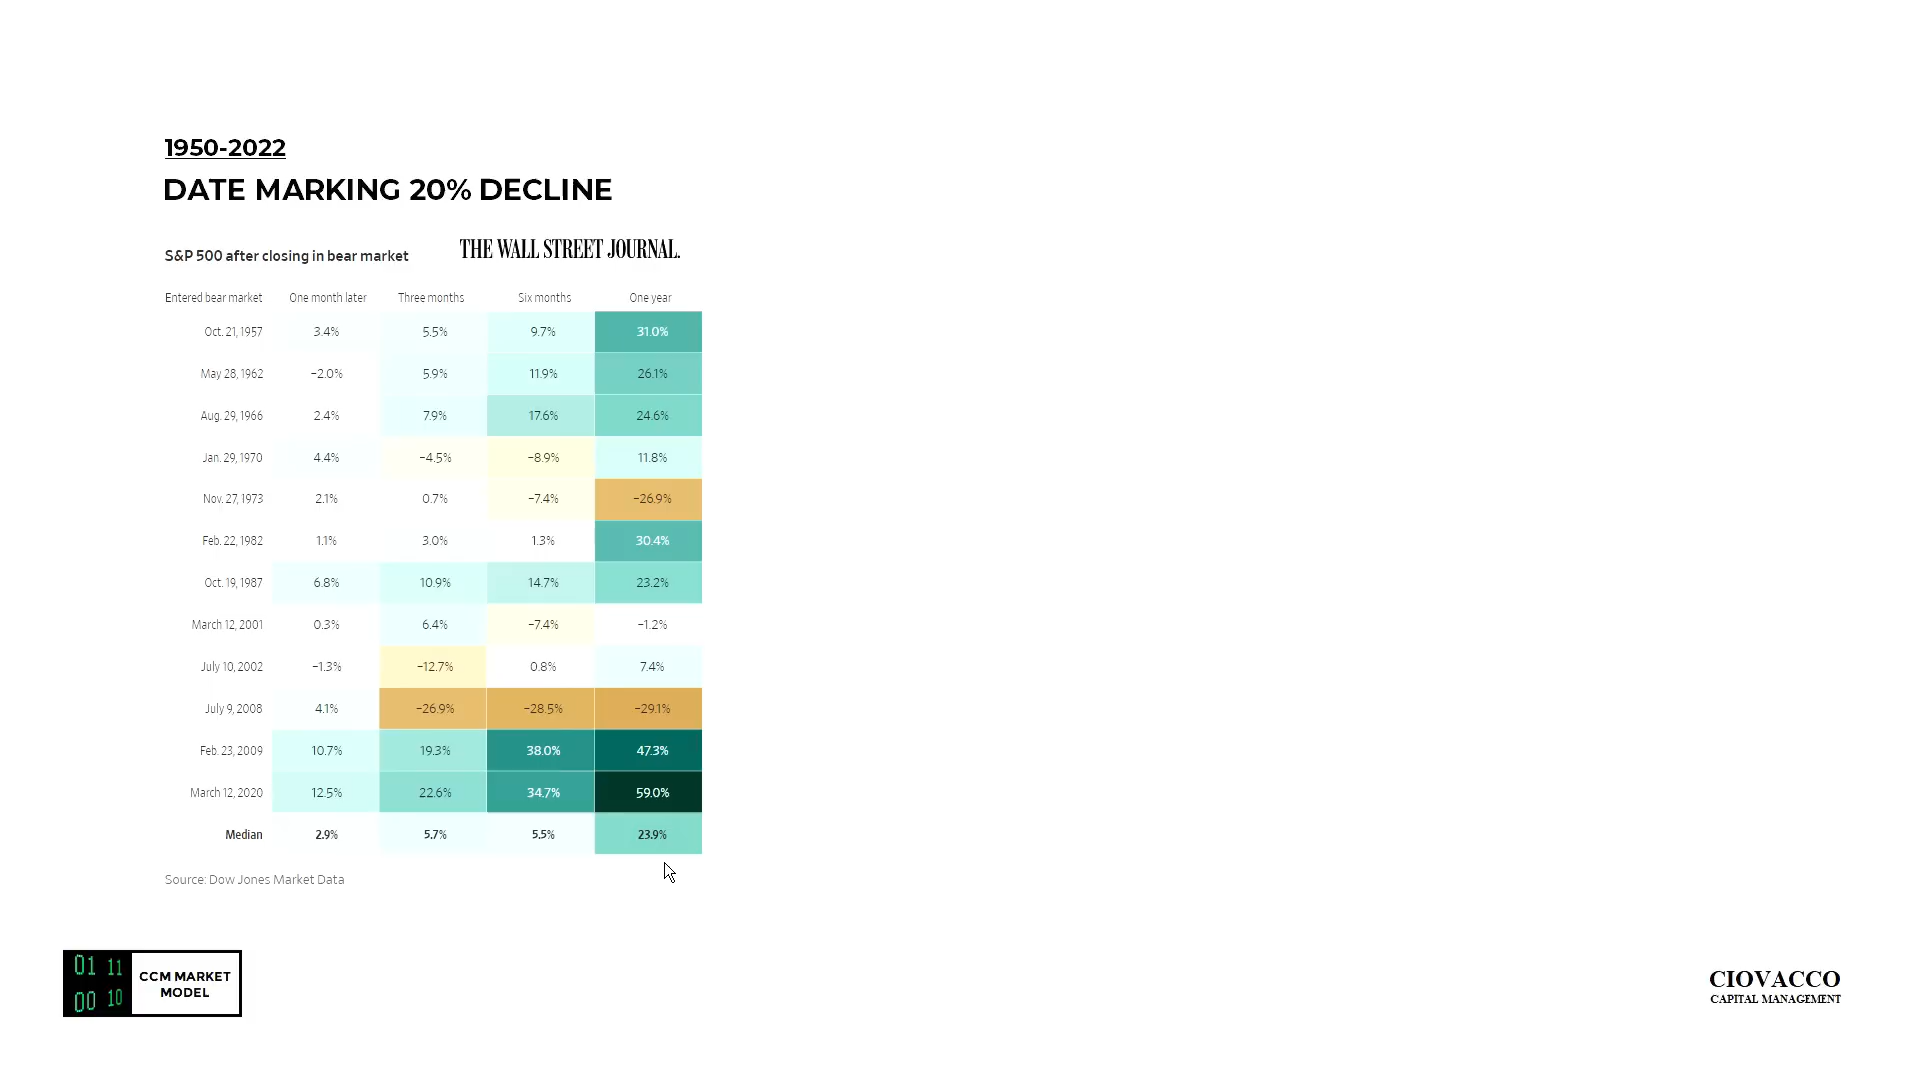 1950-2022
DATE MARKING 20% DECLINE
S&P 500 after closing in bear market THE WALL STREET JOURNAL.
Entered bear market One month later Three months Six months One year
Oct. 21, 1957 3.4% 5.5% 9.7% 31.0%
May 28, 1962 −2.0% 5.9% 11.9% 26.1%
Aug. 29, 1966 2.4% 7.9% 17.6% 24.6%
Jan. 29, 1970 4.4% −4.5% −8.9% 11.8%
Nov. 27, 1973 2.1% 0.7% −7.4% −26.9%
Feb. 22, 1982 1.1% 3.0% 1.3% 30.4%
Oct. 19, 1987 6.8% 10.9% 14.7% 23.2%
March 12, 2001 0.3% 6.4% −7.4% −1.2%
July 10, 2002 −1.3% −12.7% 0.8% 7.4%
July 9, 2008 4.1% −26.9% −28.5% −29.1%
Feb. 23, 2009 10.7% 19.3% 38.0% 47.3%
March 12, 2020 12.5% 22.6% 34.7% 59.0%
Median 2.9% 5.7% 5.5% 23.9%
Source: Dow Jones Market Data
01 11
00 10
CCM MARKET
MODEL
CIOVACCO
CAPITAL MANAGEMENT